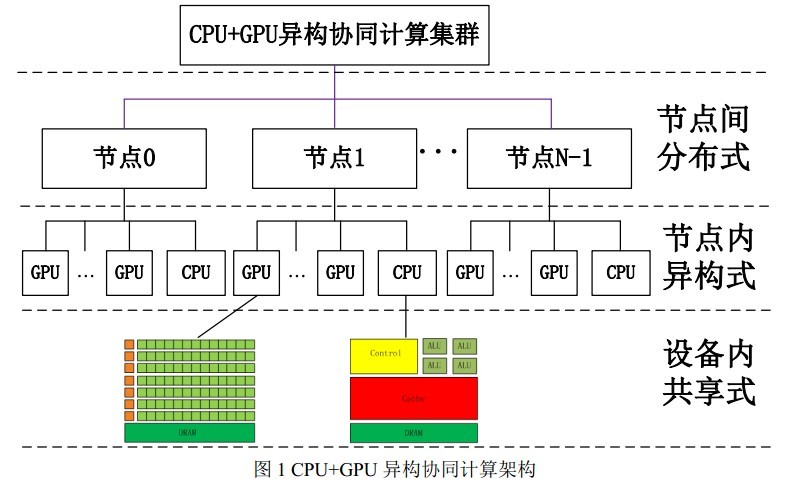 CPU+GPU异构协同计算集群
节点0
节点1
···
节点N-1
节点间
分布式
GPU
...
GPU
CPU
GPU
...
GPU
CPU
GPU
...
GPU
CPU
节点内
异构式
Control
ALU
ALU
ALU
ALU
Cache
DRAM
DRAM
设备内
共享式
图 1 CPU+GPU 异构协同计算架构